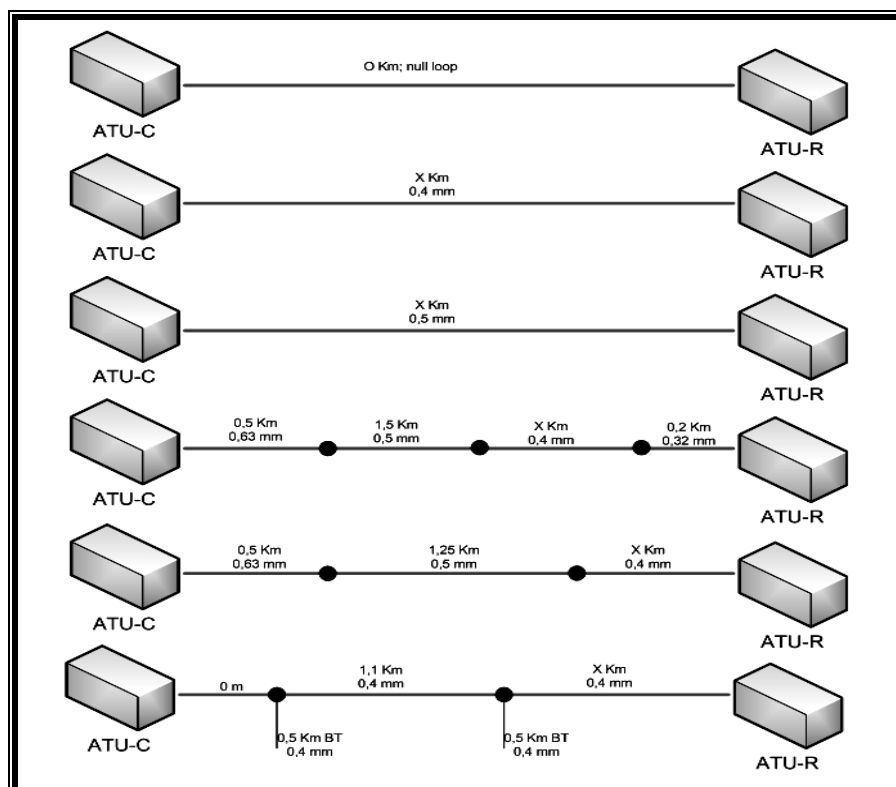 O Km; null loop
ATU-C
ATU-R
X Km
0,4 mm
ATU-C
ATU-R
X Km
0,5 mm
ATU-C
ATU-R
0,5 Km
0,63 mm
1,5 Km
0,5 mm
X Km
0,4 mm
0,2 Km
0,32 mm
ATU-C
ATU-R
0,5 Km
0,63 mm
1,25 Km
0,5 mm
X Km
0,4 mm
ATU-C
ATU-R
0 m
1,1 Km
0,4 mm
X Km
0,4 mm
0,5 Km BT
0,4 mm
0,5 Km BT
0,4 mm
ATU-C
ATU-R